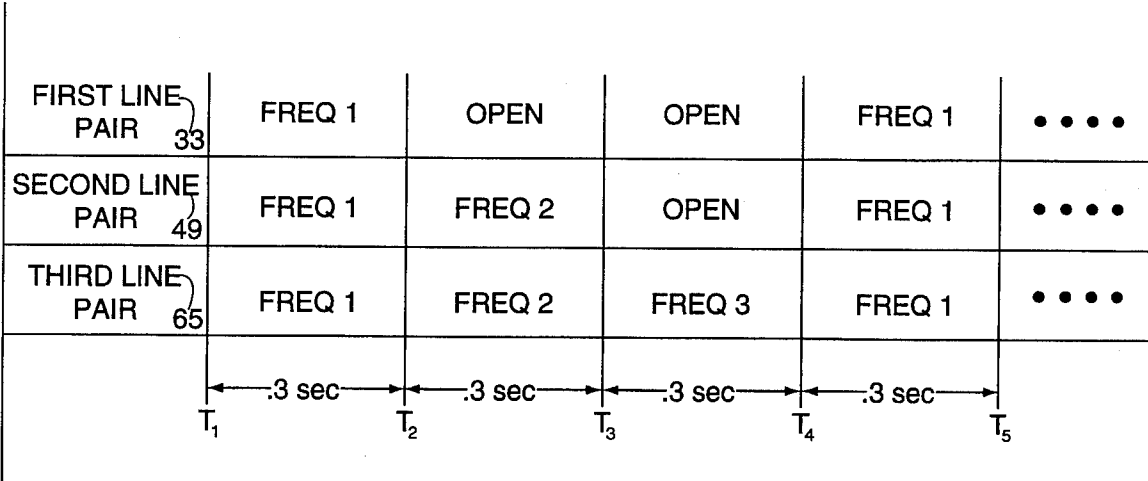 FIRST LINE
PAIR 33
FREQ 1 OPEN OPEN FREQ 1 ••••
SECOND LINE
PAIR 49
FREQ 1 FREQ 2 OPEN FREQ 1 ••••
THIRD LINE
PAIR 65
FREQ 1 FREQ 2 FREQ 3 FREQ 1 ••••
.3 sec .3 sec .3 sec .3 sec
T₁ T₂ T₃ T₄ T₅